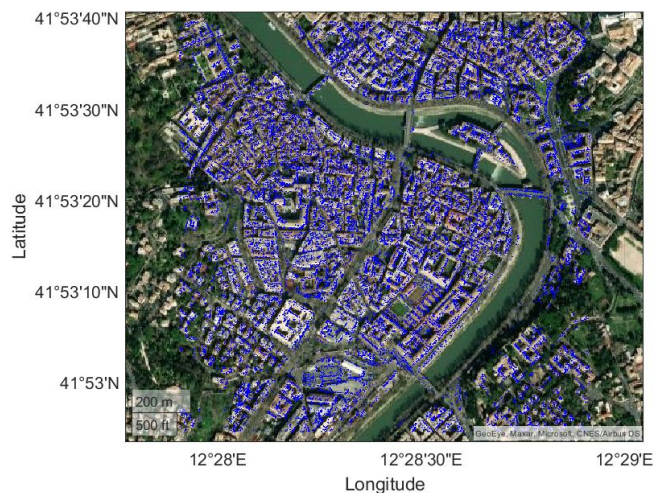 41°53'40"N
41°53'30"N
41°53'20"N
41°53'10"N
41°53'N
Latitude
200 m
500 ft
GeoEye, Maxar, Microsoft, CNES/Airbus DS
12°28'E
12°28'30"E
12°29'E
Longitude